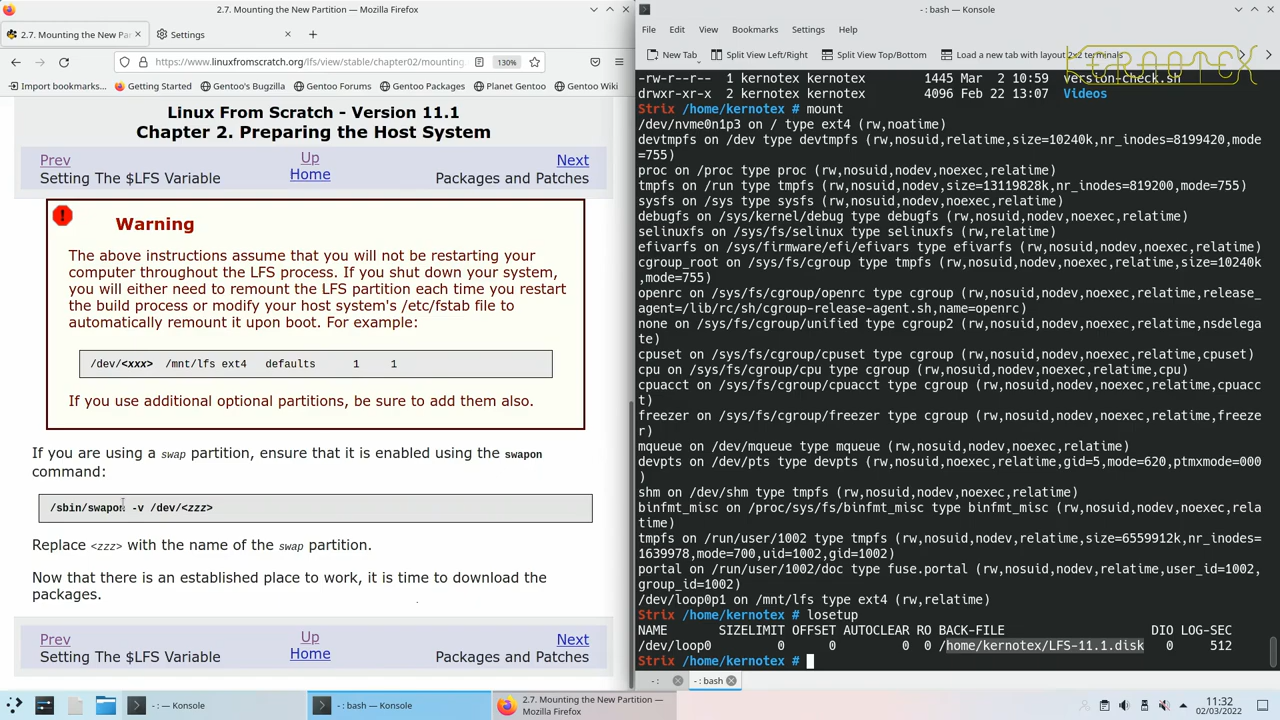 2.7. Mounting the New Partition — Mozilla Firefox
2.7. Mounting the New Par
Settings
https://www.linuxfromscratch.org/lfs/view/stable/chapter02/mounting
130%
Import bookmarks...
Getting Started
Gentoo's Bugzilla
Gentoo Forums
Gentoo Packages
Planet Gentoo
Gentoo Wiki
Linux From Scratch - Version 11.1
Chapter 2. Preparing the Host System
Prev
Up
Next
Setting The $LFS Variable
Home
Packages and Patches
Warning
The above instructions assume that you will not be restarting your
computer throughout the LFS process. If you shut down your system,
you will either need to remount the LFS partition each time you restart
the build process or modify your host system's /etc/fstab file to
automatically remount it upon boot. For example:
/dev/<xxx>  /mnt/lfs ext4   defaults      1     1
If you use additional optional partitions, be sure to add them also.
If you are using a swap partition, ensure that it is enabled using the swapon
command:
/sbin/swapon -v /dev/<zzz>
Replace <zzz> with the name of the swap partition.
Now that there is an established place to work, it is time to download the
packages.
Prev
Up
Next
Setting The $LFS Variable
Home
Packages and Patches
- : bash — Konsole
File Edit View Bookmarks Settings Help
New Tab
Split View Left/Right
Split View Top/Bottom
Load a new tab with layout 2x2 terminals
KERNOTEX
-rw-r--r--  1 kernotex kernotex    1445 Mar  2 10:59  version-check.sh
drwxr-xr-x  2 kernotex kernotex    4096 Feb 22 13:07  Videos
Strix /home/kernotex # mount
/dev/nvme0n1p3 on / type ext4 (rw,noatime)
devtmpfs on /dev type devtmpfs (rw,nosuid,relatime,size=10240k,nr_inodes=8199420,mode
=755)
proc on /proc type proc (rw,nosuid,nodev,noexec,relatime)
tmpfs on /run type tmpfs (rw,nosuid,nodev,size=13119828k,nr_inodes=819200,mode=755)
sysfs on /sys type sysfs (rw,nosuid,nodev,noexec,relatime)
debugfs on /sys/kernel/debug type debugfs (rw,nosuid,nodev,noexec,relatime)
selinuxfs on /sys/fs/selinux type selinuxfs (rw,relatime)
efivarfs on /sys/firmware/efi/efivars type efivarfs (rw,nosuid,nodev,noexec,relatime)
cgroup_root on /sys/fs/cgroup type tmpfs (rw,nosuid,nodev,noexec,relatime,size=10240k
,mode=755)
openrc on /sys/fs/cgroup/openrc type cgroup (rw,nosuid,nodev,noexec,relatime,release_
agent=/lib/rc/sh/cgroup-release-agent.sh,name=openrc)
none on /sys/fs/cgroup/unified type cgroup2 (rw,nosuid,nodev,noexec,relatime,nsdelega
te)
cpuset on /sys/fs/cgroup/cpuset type cgroup (rw,nosuid,nodev,noexec,relatime,cpuset)
cpu on /sys/fs/cgroup/cpu type cgroup (rw,nosuid,nodev,noexec,relatime,cpu)
cpuacct on /sys/fs/cgroup/cpuacct type cgroup (rw,nosuid,nodev,noexec,relatime,cpuacc
t)
freezer on /sys/fs/cgroup/freezer type cgroup (rw,nosuid,nodev,noexec,relatime,freeze
r)
mqueue on /dev/mqueue type mqueue (rw,nosuid,nodev,noexec,relatime)
devpts on /dev/pts type devpts (rw,nosuid,noexec,relatime,gid=5,mode=620,ptmxmode=000
)
shm on /dev/shm type tmpfs (rw,nosuid,nodev,noexec,relatime)
binfmt_misc on /proc/sys/fs/binfmt_misc type binfmt_misc (rw,nosuid,nodev,noexec,rela
time)
tmpfs on /run/user/1002 type tmpfs (rw,nosuid,nodev,relatime,size=6559912k,nr_inodes=
1639978,mode=700,uid=1002,gid=1002)
portal on /run/user/1002/doc type fuse.portal (rw,nosuid,nodev,relatime,user_id=1002,
group_id=1002)
/dev/loop0p1 on /mnt/lfs type ext4 (rw,relatime)
Strix /home/kernotex # losetup
NAME       SIZELIMIT OFFSET AUTOCLEAR RO BACK-FILE                   DIO LOG-SEC
/dev/loop0         0      0         0  0 /home/kernotex/LFS-11.1.disk   0     512
Strix /home/kernotex #
- :
- : bash
- : — Konsole
- : bash — Konsole
2.7. Mounting the New Partition —
Mozilla Firefox
11:32
02/03/2022